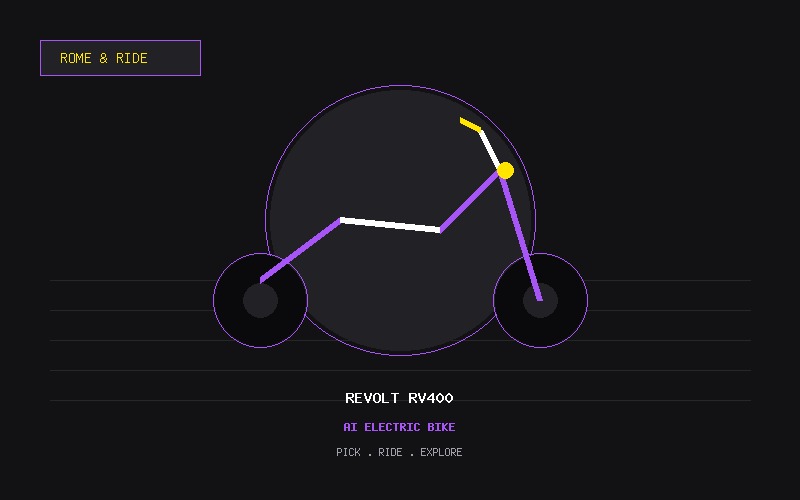 ROME & RIDE
REVOLT RV400
AI ELECTRIC BIKE
PICK . RIDE . EXPLORE